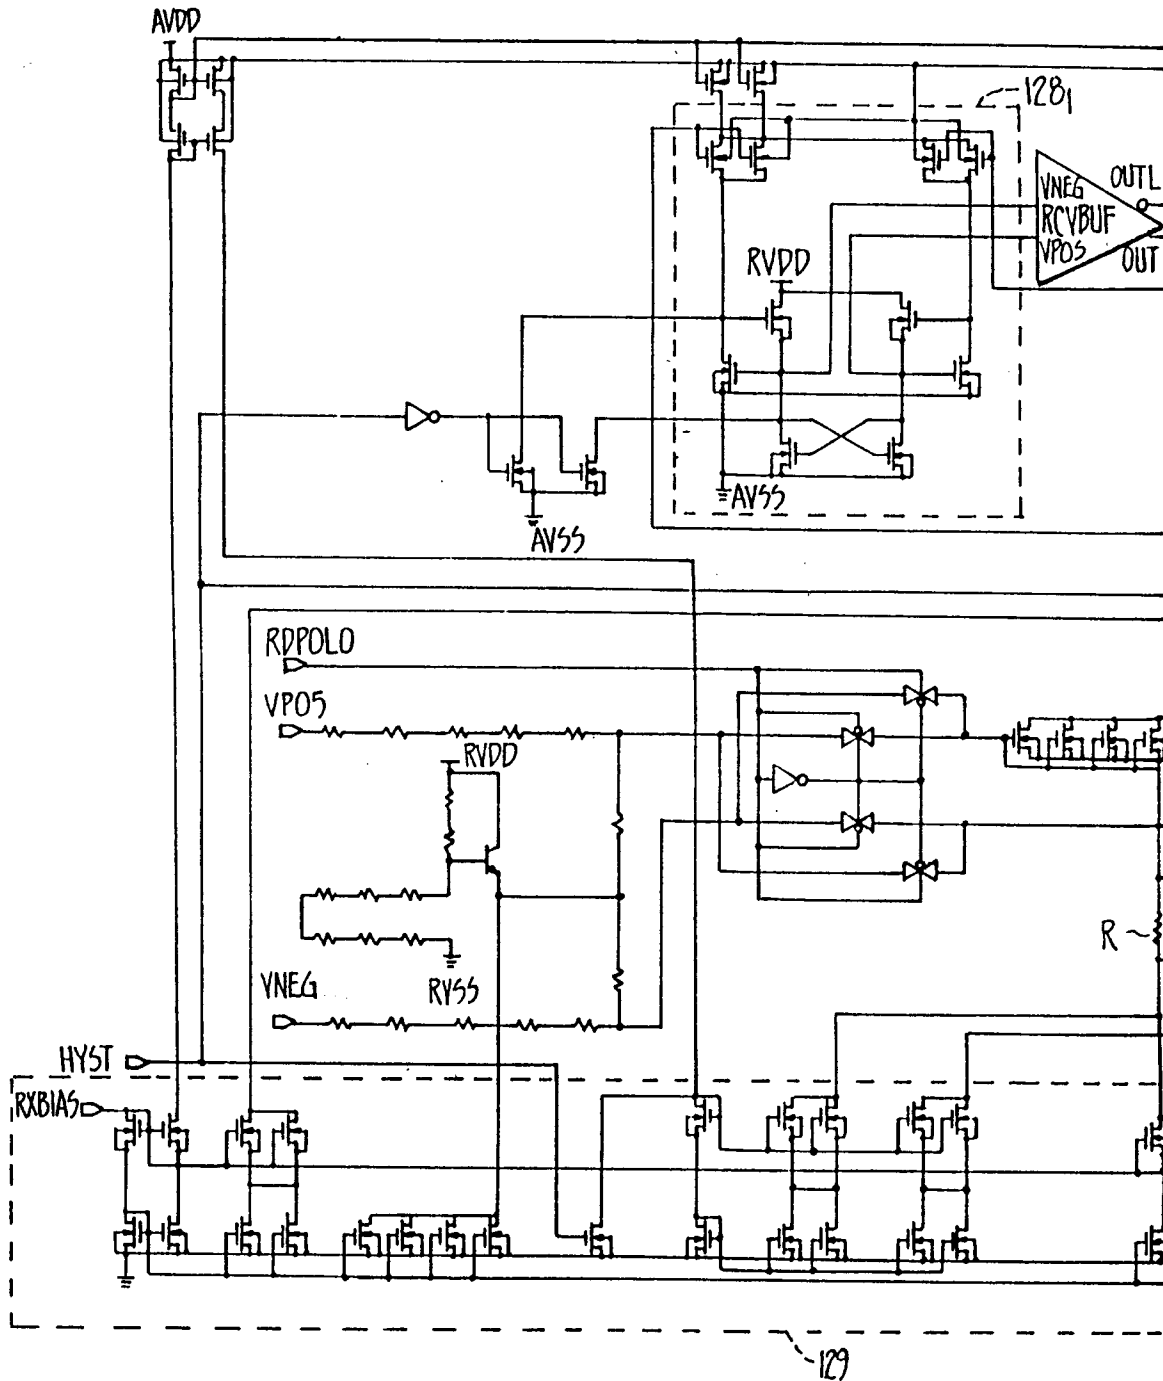 AVDD
128₁
VNEG
OUTL
RCVBUF
VPOS
OUT
RVDD
AVSS
AVSS
RDPOLO
VPOS
RVDD
R
VNEG
RVSS
HYST
RXBIAS
129